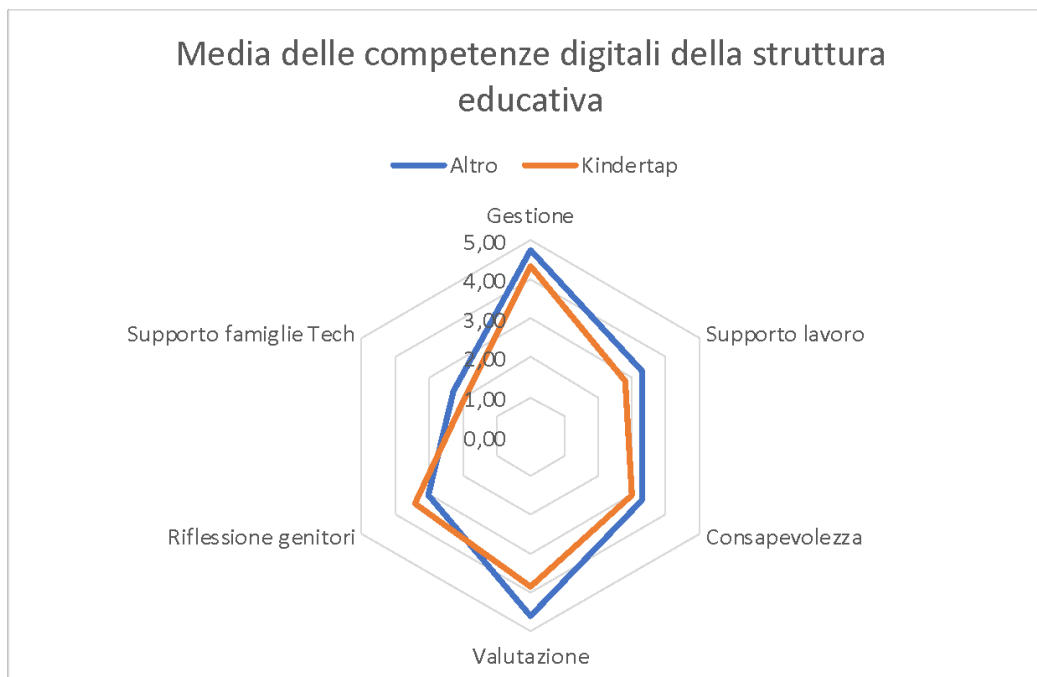 Media delle competenze digitali della struttura
educativa
Altro Kindertap
Gestione
5,00
4,00
3,00
Supporto famiglie Tech
Supporto lavoro
2,00
1,00
0,00
Riflessione genitori
Consapevolezza
Valutazione